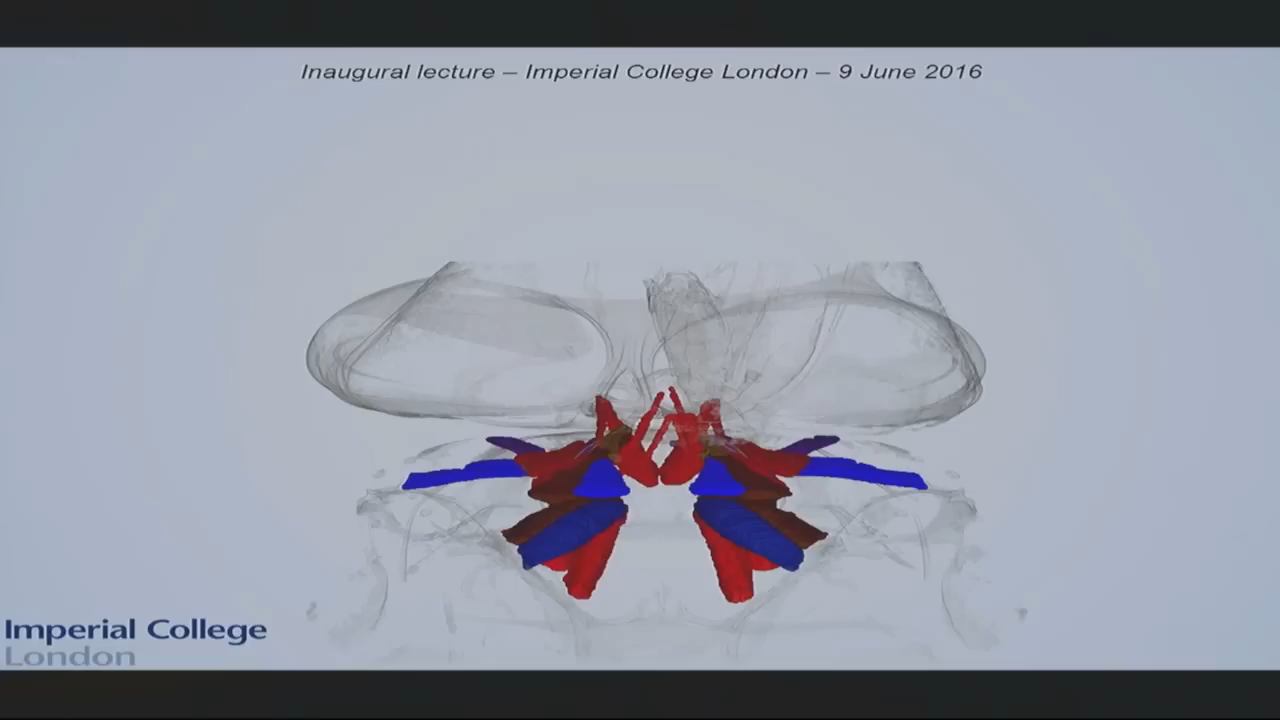 Inaugural lecture – Imperial College London – 9 June 2016
Imperial College
London